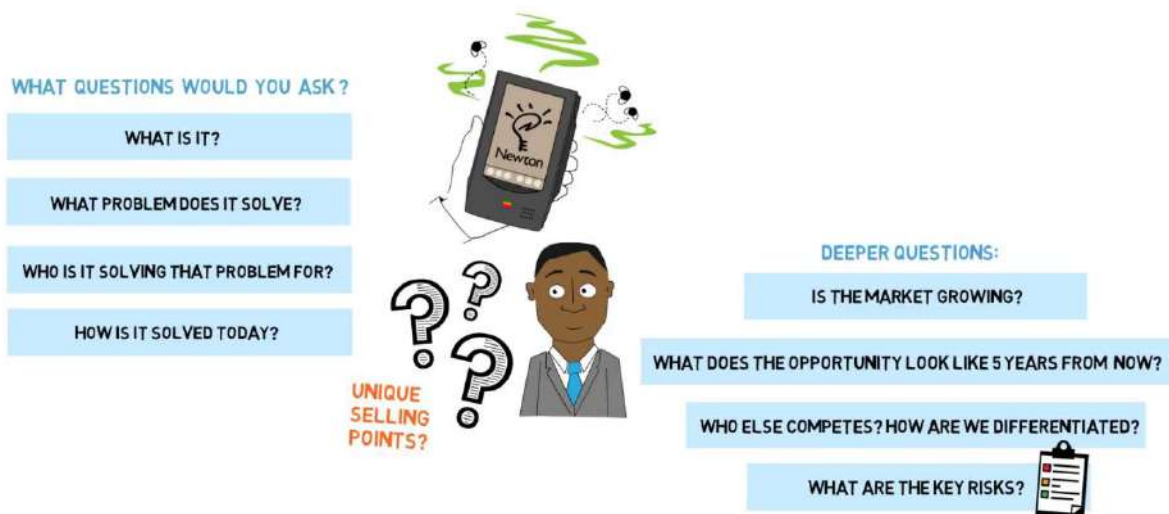 WHAT QUESTIONS WOULD YOU ASK?
WHAT IS IT?
WHAT PROBLEM DOES IT SOLVE?
WHO IS IT SOLVING THAT PROBLEM FOR?
HOW IS IT SOLVED TODAY?
Newton
UNIQUE
SELLING
POINTS?
DEEPER QUESTIONS:
IS THE MARKET GROWING?
WHAT DOES THE OPPORTUNITY LOOK LIKE 5 YEARS FROM NOW?
WHO ELSE COMPETES? HOW ARE WE DIFFERENTIATED?
WHAT ARE THE KEY RISKS?